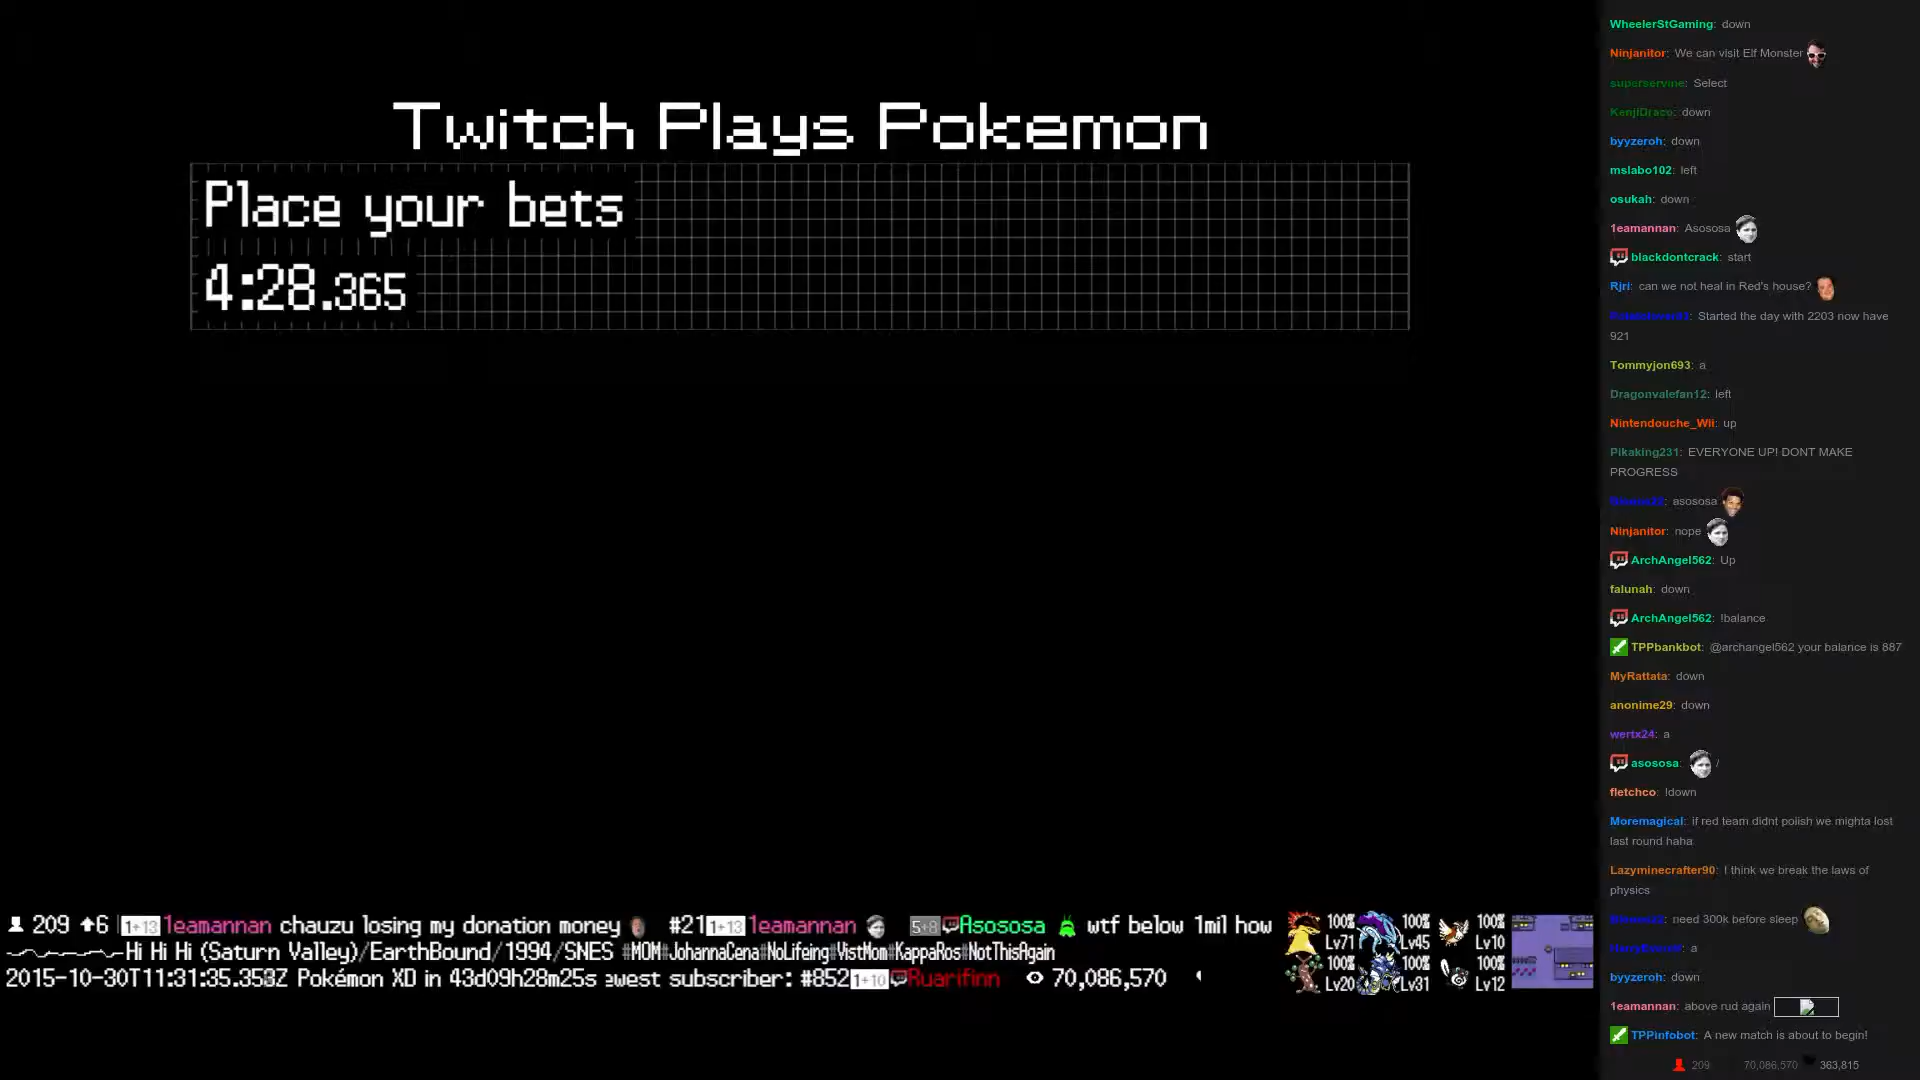 Twitch Plays Pokemon
Place your bets
4:28.365
209 6 1+13 1eamannan chauzu losing my donation money #21 1+13 1eamannan 5+8 Asososa wtf below 1mil how
Hi Hi Hi (Saturn Valley)/EarthBound/1994/SNES #MOM#JohannaCena#NoLifeing#VistMom#KappaRos#NotThisAgain
2015-10-30T11:31:35.358Z Pokémon XD in 43d09h28m25s ewest subscriber: #852 1+10 Ruarifinn 70,086,570
100% 100% 100%
Lv71 Lv45 Lv10
100% 100% 100%
Lv20 Lv31 Lv12
WheelerStGaming: down
Ninjanitor: We can visit Elf Monster
superservine: Select
KenjiDraco: down
byyzeroh: down
mslabo102: left
osukah: down
1eamannan: Asososa
blackdontcrack: start
Rjri: can we not heal in Red's house?
: Started the day with 2203 now have
921
Tommyjon693: a
Dragonvalefan12: left
Nintendouche_Wii: up
Pikaking231: EVERYONE UP! DONT MAKE
PROGRESS
: asososa
Ninjanitor: nope
ArchAngel562: Up
falunah: down
ArchAngel562: !balance
TPPbankbot: @archangel562 your balance is 887
MyRattata: down
anonime29: down
wertx24: a
asososa: /
fletchco: !down
Moremagical: if red team didnt polish we mighta lost
last round haha
Lazyminecrafter90: I think we break the laws of
physics
: need 300k before sleep
: a
byyzeroh: down
1eamannan: above rud again
TPPinfobot: A new match is about to begin!
209 70,086,570 363,815